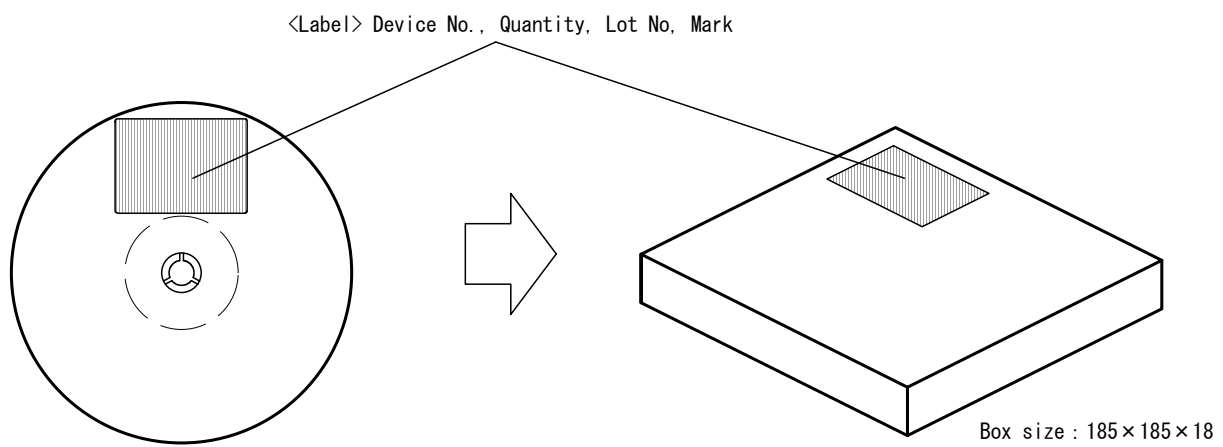 <Label> Device No., Quantity, Lot No, Mark
Box size : 185×185×18